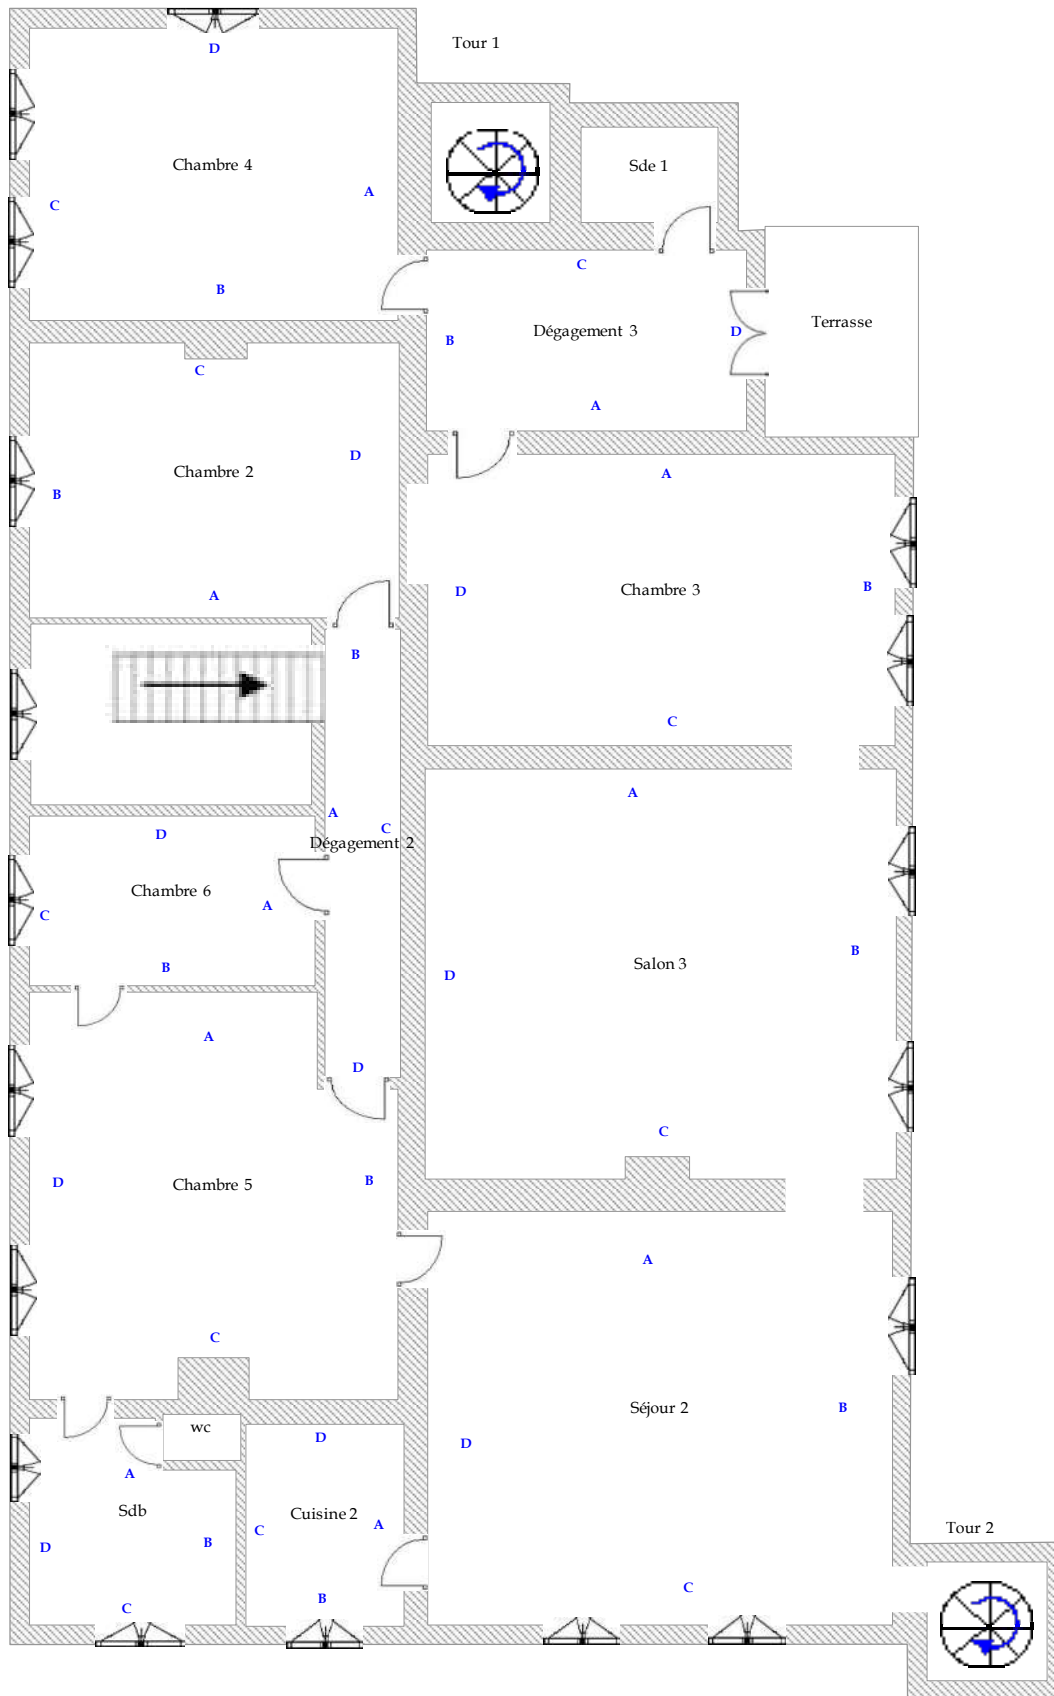 Tour 1
D
Chambre 4
Sde 1
A
C
C
B
Terrasse
Dégagement 3
D
B
C
A
D
Chambre 2
A
B
Chambre 3
B
D
A
B
C
A
A
C
D
Dégagement 2
Chambre 6
A
C
B
Salon 3
B
D
A
D
C
Chambre 5
B
D
A
C
Séjour 2
B
wc
D
D
A
Sdb
Cuisine 2
A
C
Tour 2
B
D
C
B
C